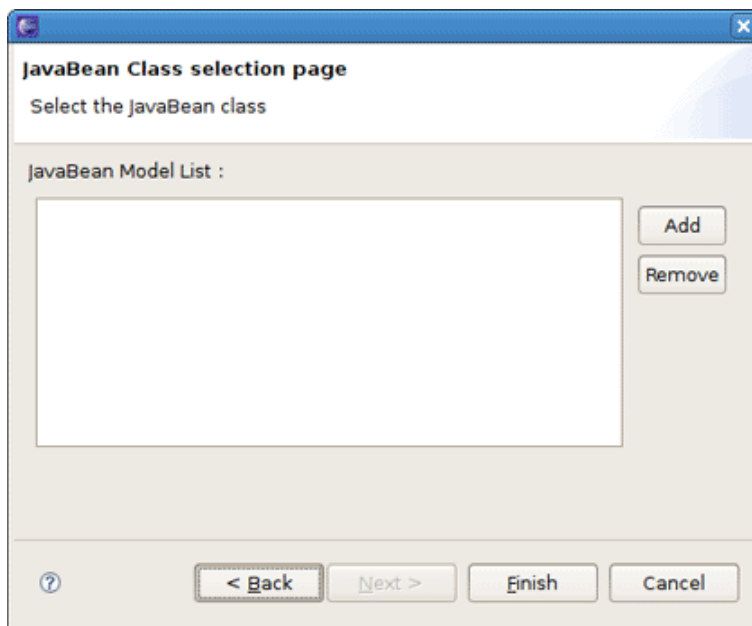 JavaBean Class selection page
Select the JavaBean class
JavaBean Model List :
Add
Remove
< Back
Next >
Finish
Cancel